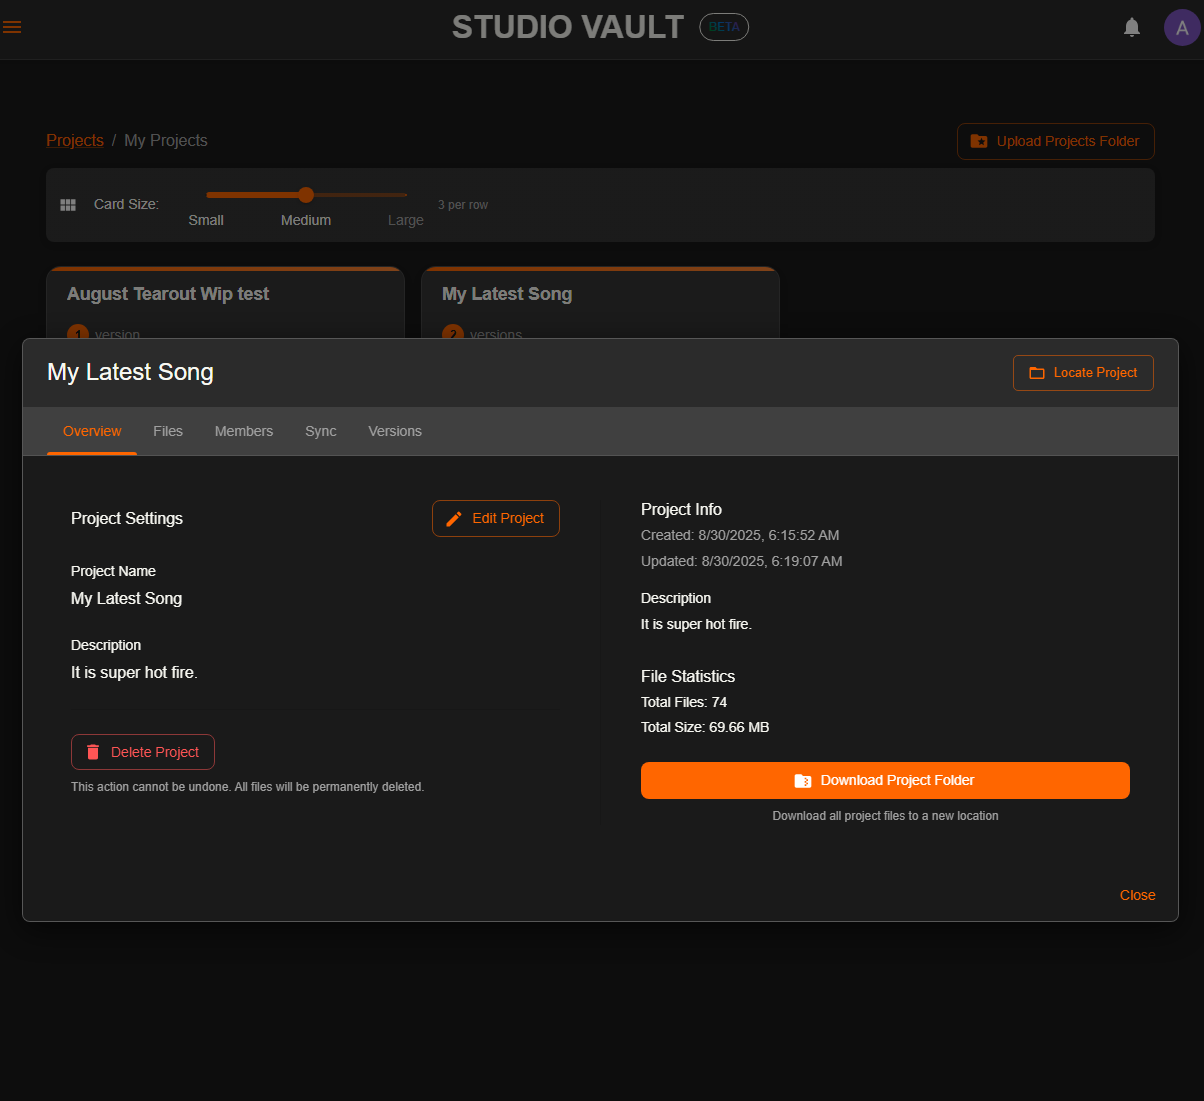 STUDIO VAULT BETA
A
Projects / My Projects
Upload Projects Folder
Card Size:
Small Medium Large
3 per row
August Tearout Wip test
1 version
My Latest Song
2 versions
My Latest Song
Locate Project
Overview Files Members Sync Versions
Project Settings
Edit Project
Project Name
My Latest Song
Description
It is super hot fire.
Delete Project
This action cannot be undone. All files will be permanently deleted.
Project Info
Created: 8/30/2025, 6:15:52 AM
Updated: 8/30/2025, 6:19:07 AM
Description
It is super hot fire.
File Statistics
Total Files: 74
Total Size: 69.66 MB
Download Project Folder
Download all project files to a new location
Close